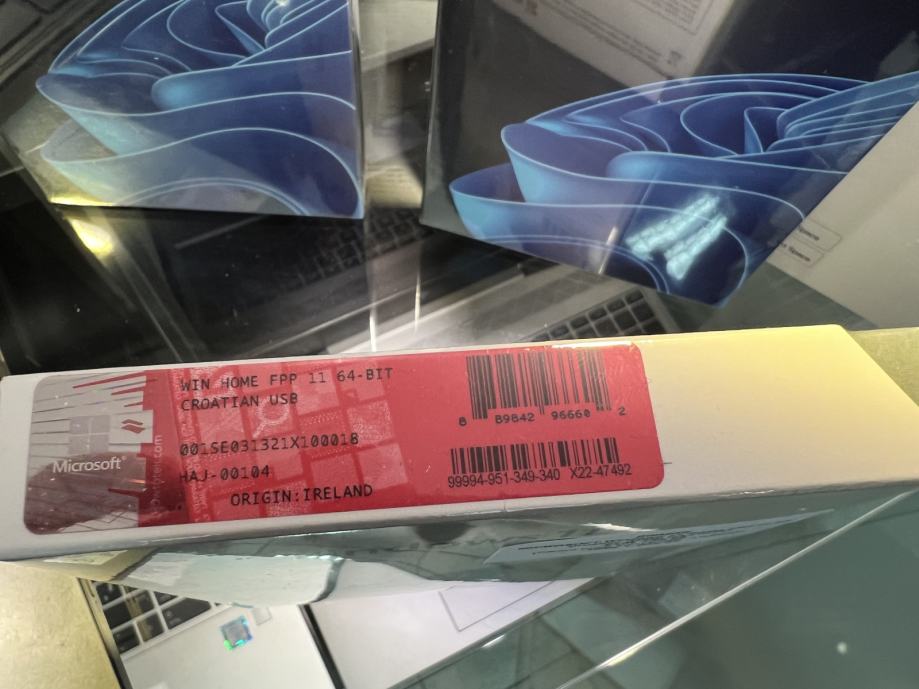 WIN HOME FPP 11 64-BIT
CROATIAN USB
001SE031321X100018
HAJ-00104
ORIGIN:IRELAND
Microsoft
8 89842 96660 2
99994-951-349-340 X22-47492